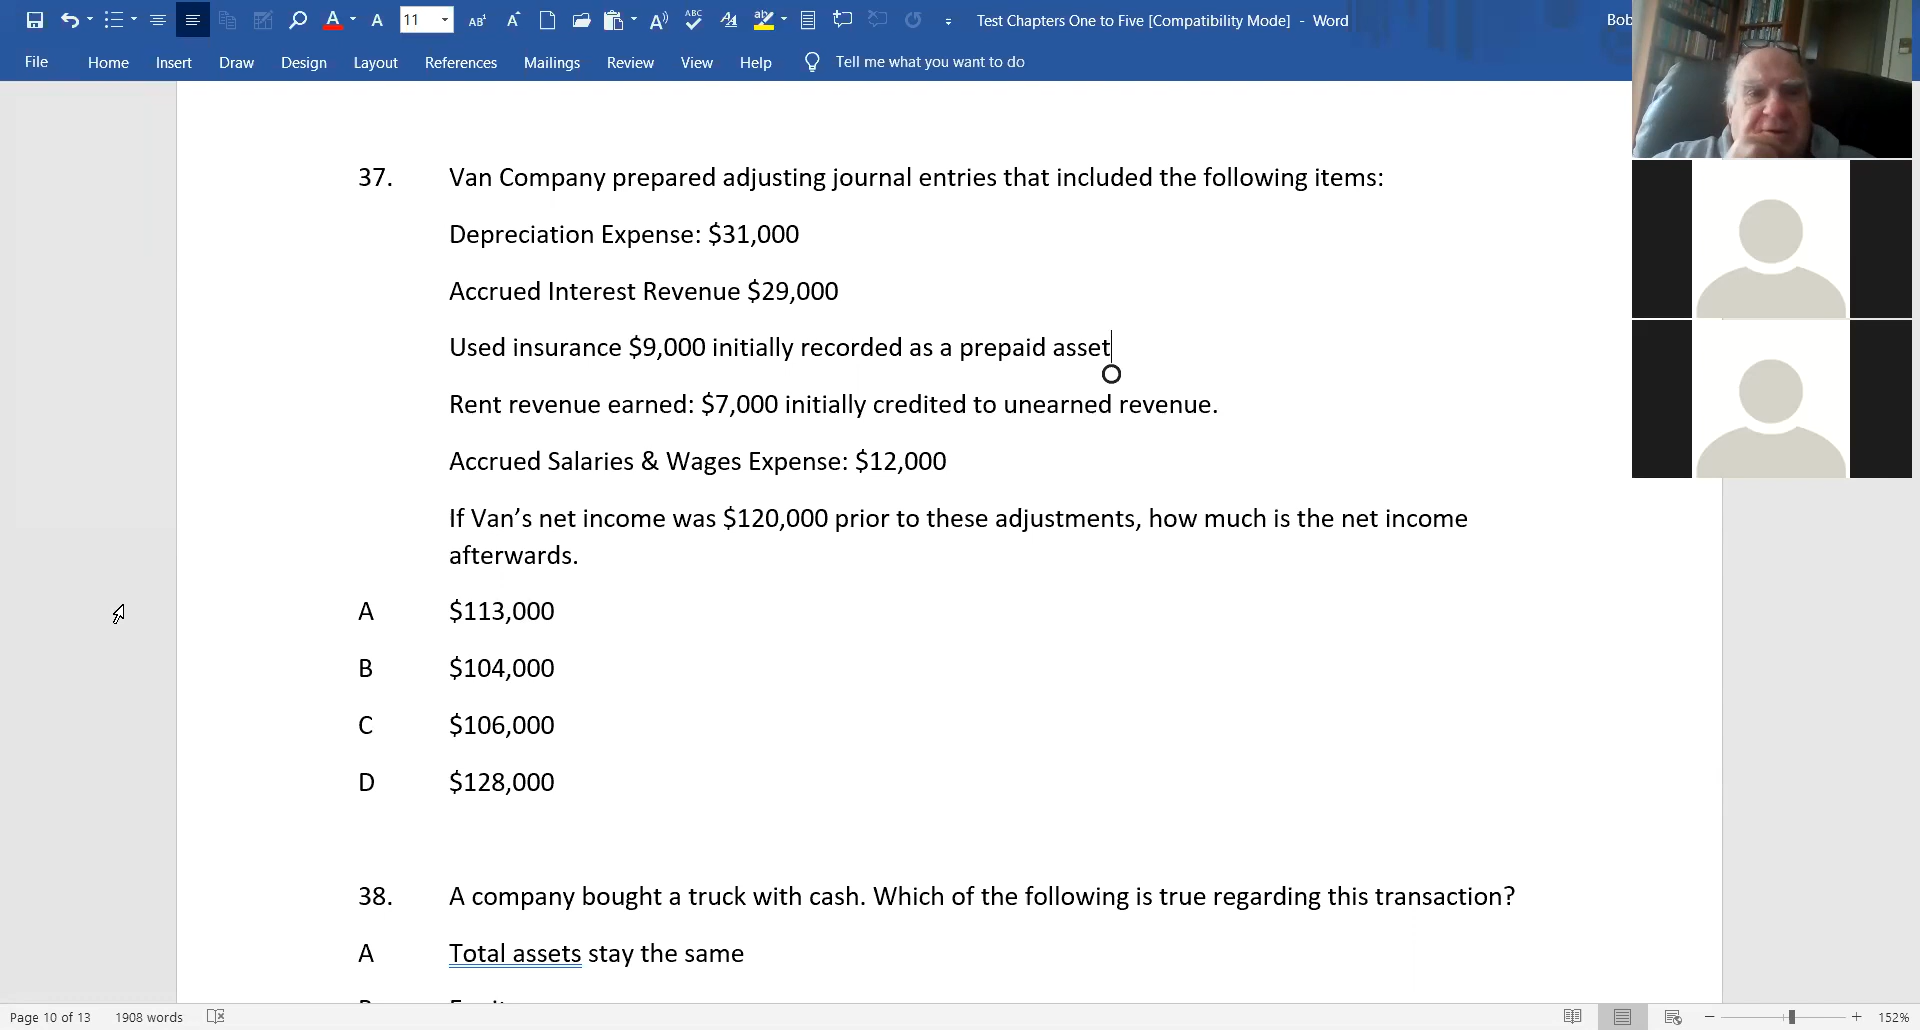 11
Test Chapters One to Five [Compatibility Mode] - Word
Bob
File Home Insert Draw Design Layout References Mailings Review View Help Tell me what you want to do
37. Van Company prepared adjusting journal entries that included the following items:
Depreciation Expense: $31,000
Accrued Interest Revenue $29,000
Used insurance $9,000 initially recorded as a prepaid asset
Rent revenue earned: $7,000 initially credited to unearned revenue.
Accrued Salaries & Wages Expense: $12,000
If Van’s net income was $120,000 prior to these adjustments, how much is the net income
afterwards.
A $113,000
B $104,000
C $106,000
D $128,000
38. A company bought a truck with cash. Which of the following is true regarding this transaction?
A Total assets stay the same
Page 10 of 13 1908 words 152%